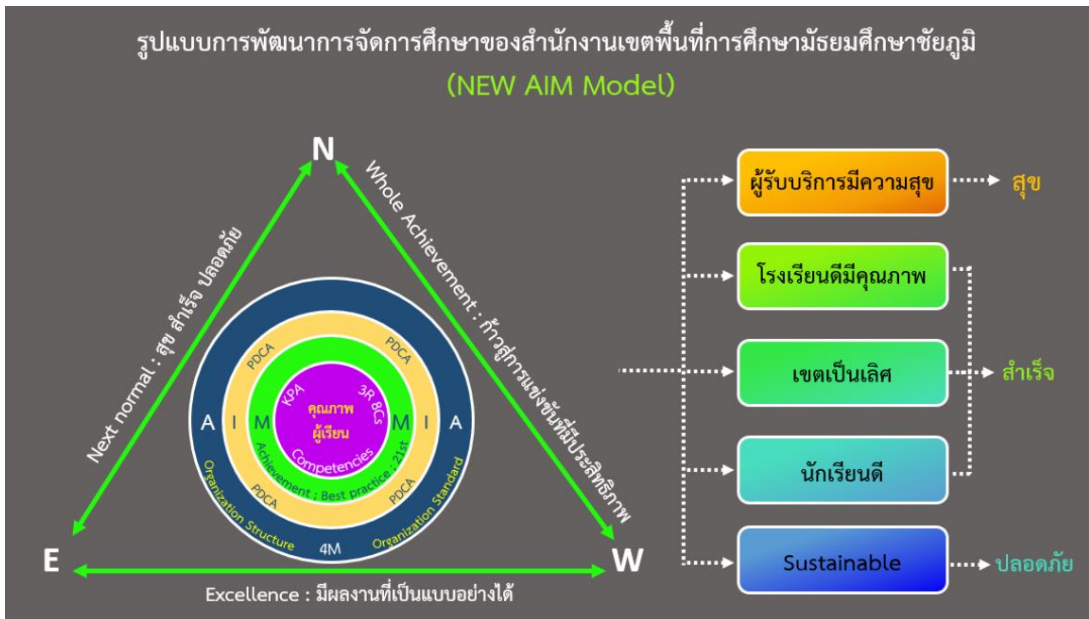 รูปแบบการพัฒนาการจัดการศึกษาของสำนักงานเขตพื้นที่การศึกษามัธยมศึกษาชัยภูมิ
(NEW AIM Model)
N
Next normal : สุข สำเร็จ ปลอดภัย
Whole Achievement : ก้าวสู่การแข่งขันที่มีประสิทธิภาพ
PDCA
PDCA
KPA
3R 8Cs
A
I
M
คุณภาพ
ผู้เรียน
M
I
A
Competencies
Achievement ; Best practice ; 21st
PDCA
PDCA
Organization Structure
4M
Organization Standard
E
W
Excellence : มีผลงานที่เป็นแบบอย่างได้
ผู้รับบริการมีความสุข
สุข
โรงเรียนดีมีคุณภาพ
เขตเป็นเลิศ
สำเร็จ
นักเรียนดี
Sustainable
ปลอดภัย